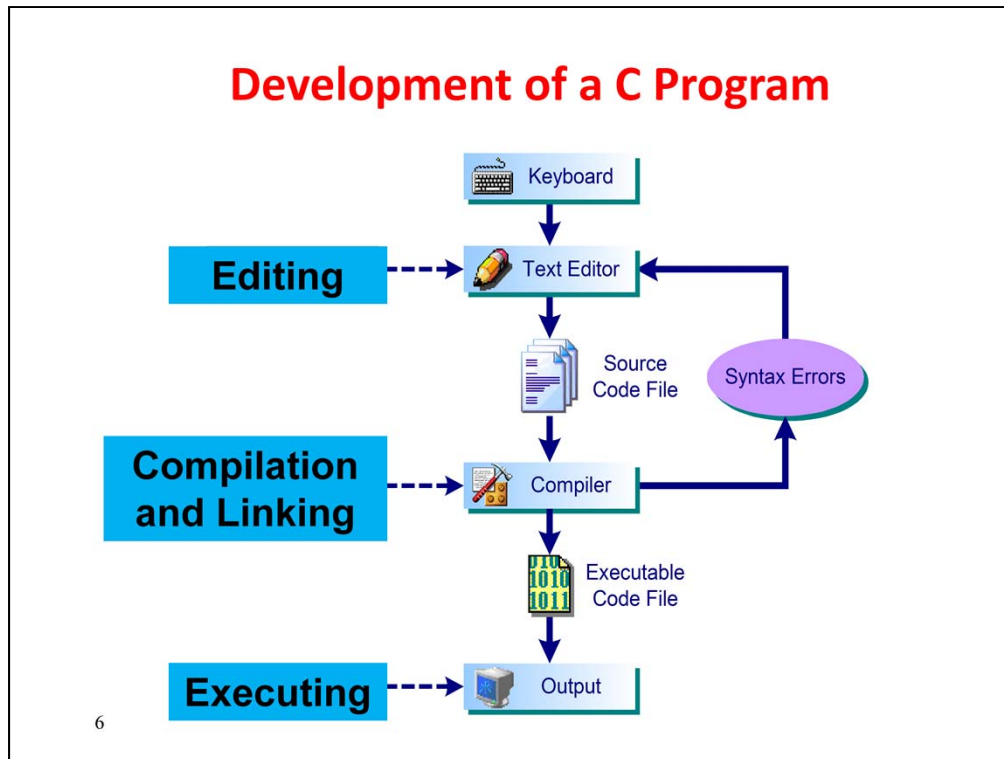 Development of a C Program
Keyboard
Editing
Text Editor
Source
Code File
Syntax Errors
Compilation
and Linking
Compiler
Executable
Code File
Executing
Output
6